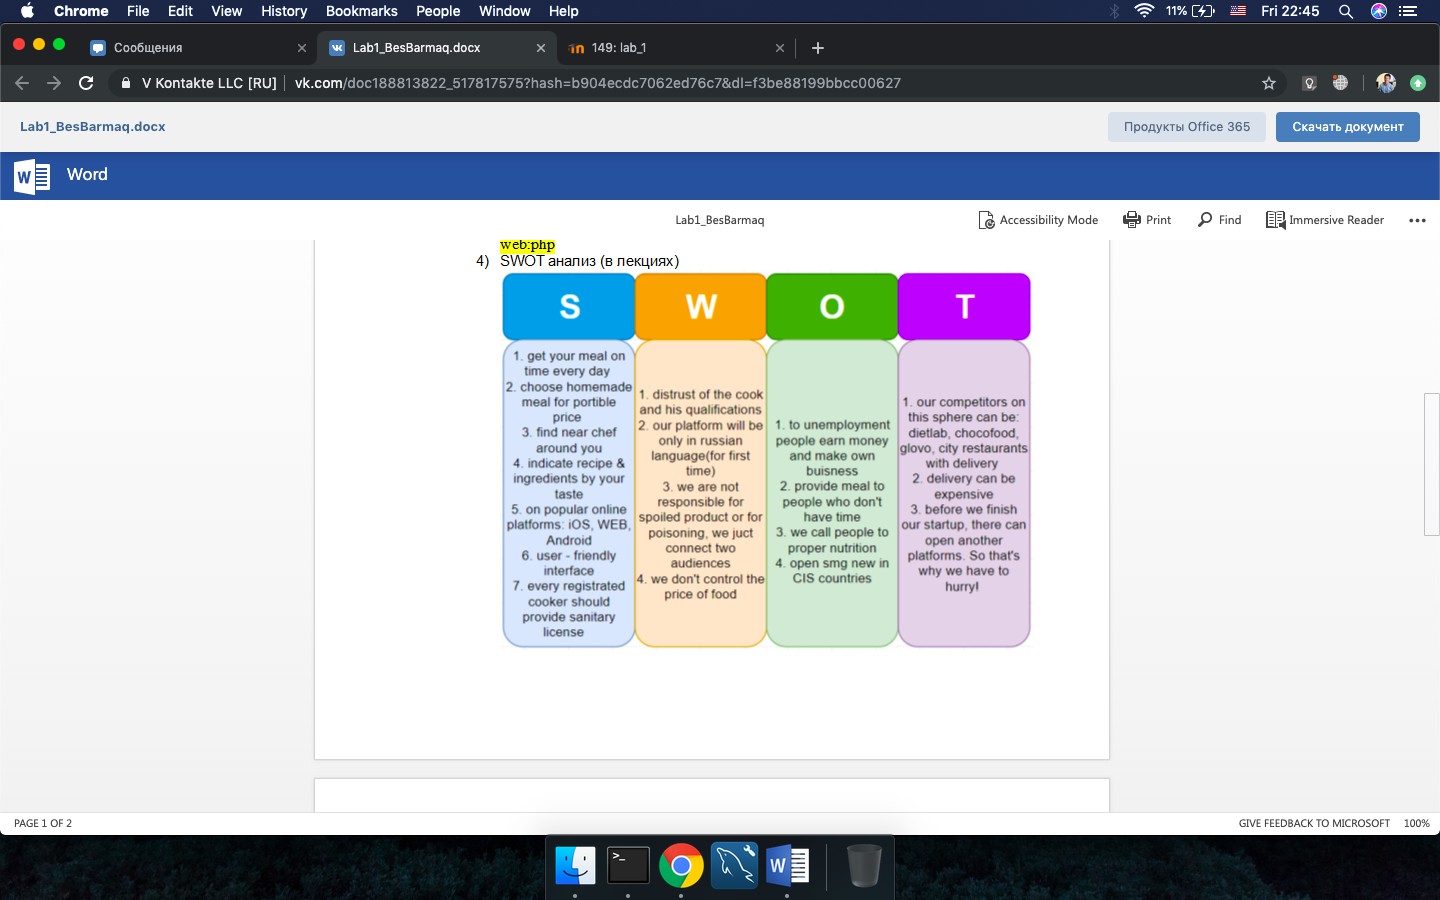 Chrome File Edit View History Bookmarks People Window Help 11% Fri 22:45
Сообщения Lab1_BesBarmaq.docx 149: lab_1
V Kontakte LLC [RU] vk.com/doc188813822_517817575?hash=b904ecdc7062ed76c7&dl=f3be88199bbcc00627
Lab1_BesBarmaq.docx Продукты Office 365 Скачать документ
W Word
Lab1_BesBarmaq Accessibility Mode Print Find Immersive Reader
web:php
4) SWOT анализ (в лекциях)
S
1. get your meal on
time every day
2. choose homemade
meal for portible
price
3. find near chef
around you
4. indicate recipe &
ingredients by your
taste
5. on popular online
platforms: iOS, WEB,
Android
6. user - friendly
interface
7. every registrated
cooker should
provide sanitary
license
W
1. distrust of the cook
and his qualifications
2. our platform will be
only in russian
language(for first
time)
3. we are not
responsible for
spoiled product or for
poisoning, we juct
connect two
audiences
4. we don't control the
price of food
O
1. to unemployment
people earn money
and make own
buisness
2. provide meal to
people who don't
have time
3. we call people to
proper nutrition
4. open smg new in
CIS countries
T
1. our competitors on
this sphere can be:
dietlab, chocofood,
glovo, city restaurants
with delivery
2. delivery can be
expensive
3. before we finish
our startup, there can
open another
platforms. So that's
why we have to
hurry!
PAGE 1 OF 2 GIVE FEEDBACK TO MICROSOFT 100%
W